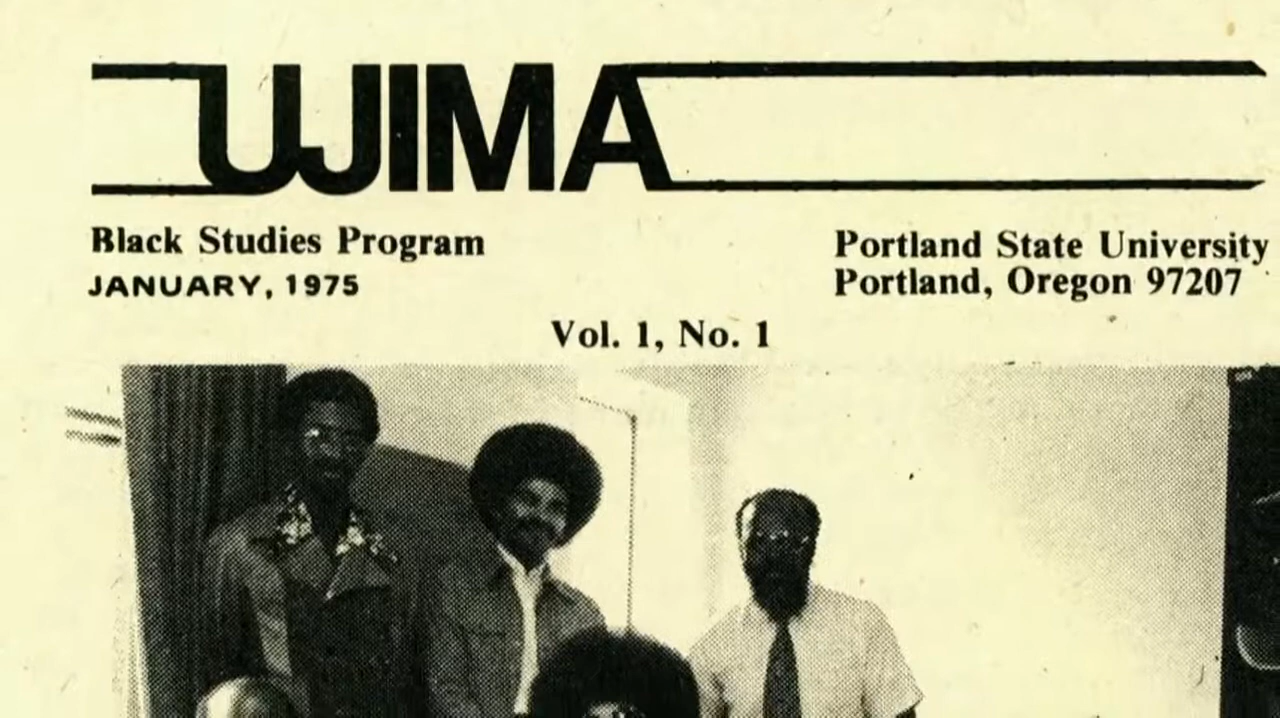 UJIMA
Black Studies Program
JANUARY, 1975
Portland State University
Portland, Oregon 97207
Vol. 1, No. 1